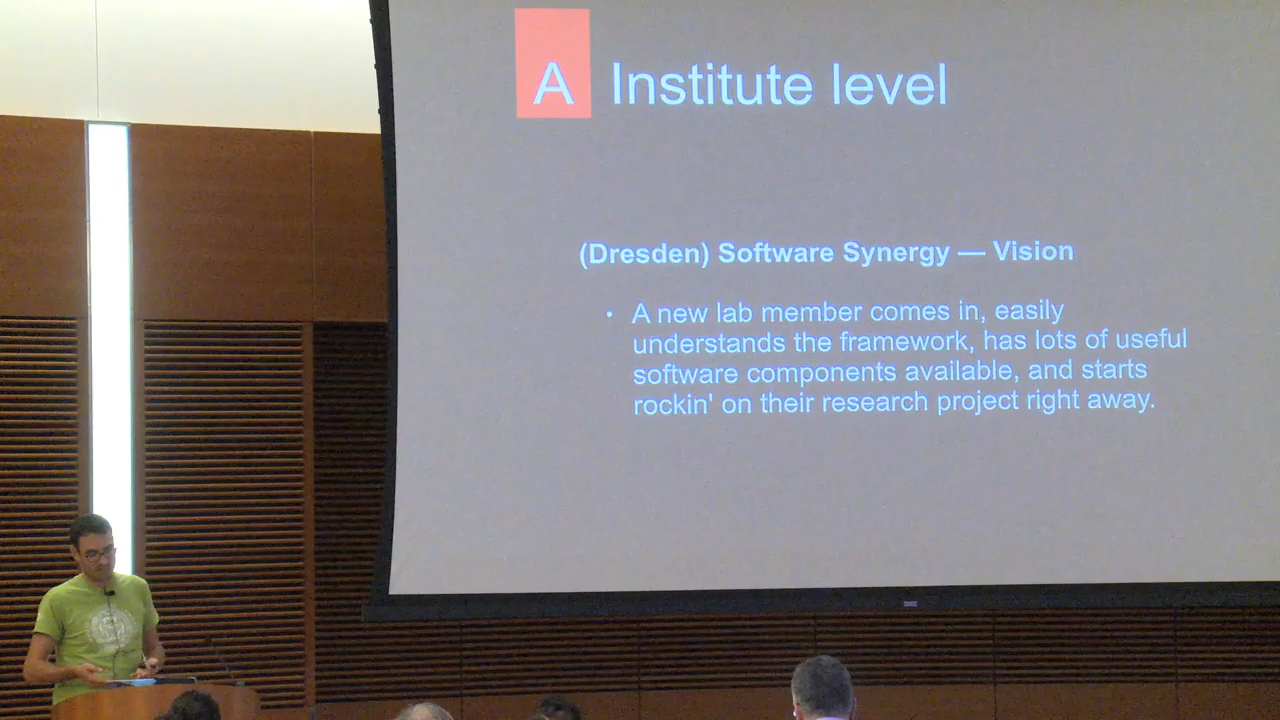 A Institute level
(Dresden) Software Synergy — Vision
• A new lab member comes in, easily
understands the framework, has lots of useful
software components available, and starts
rockin' on their research project right away.